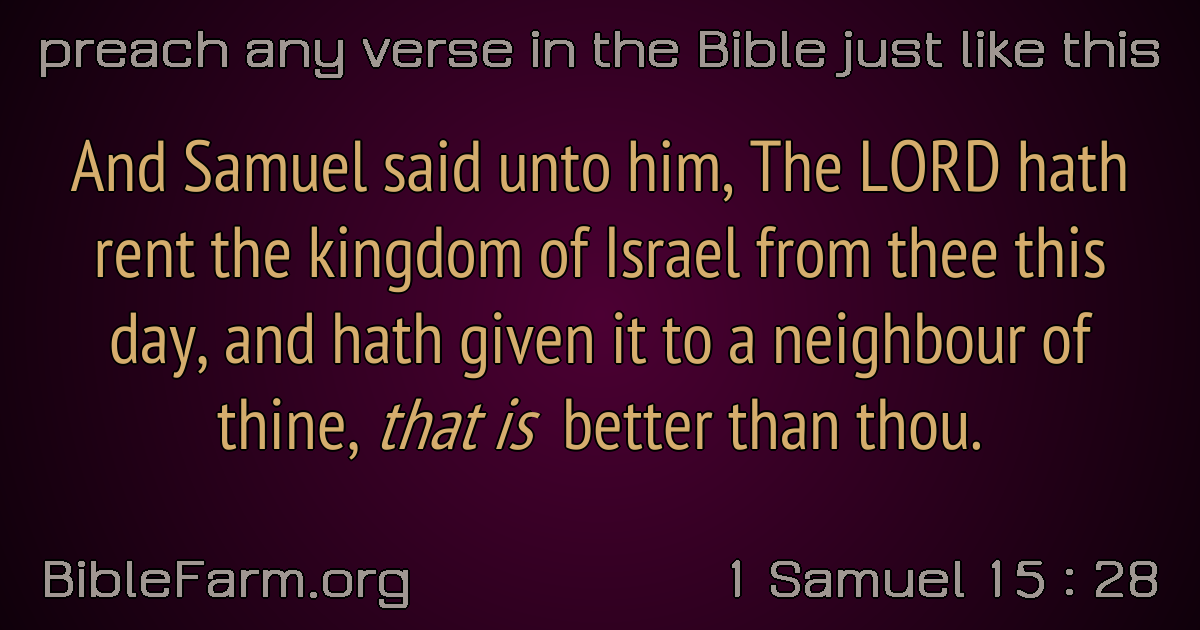 preach any verse in the Bible just like this
And Samuel said unto him, The LORD hath
rent the kingdom of Israel from thee this
day, and hath given it to a neighbour of
thine, that is better than thou.
BibleFarm.org
1 Samuel 15 : 28